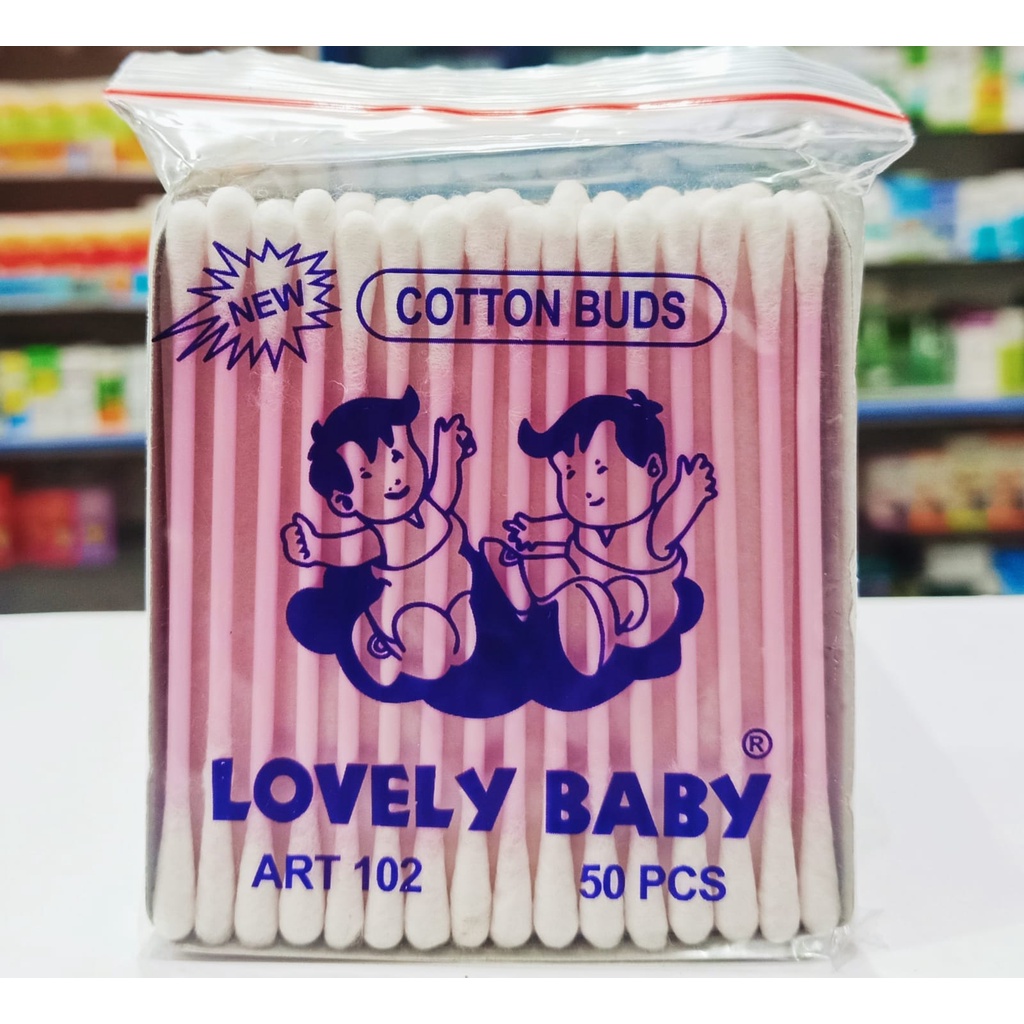 NEW
COTTON BUDS
LOVELY BABY ®
ART 102 50 PCS